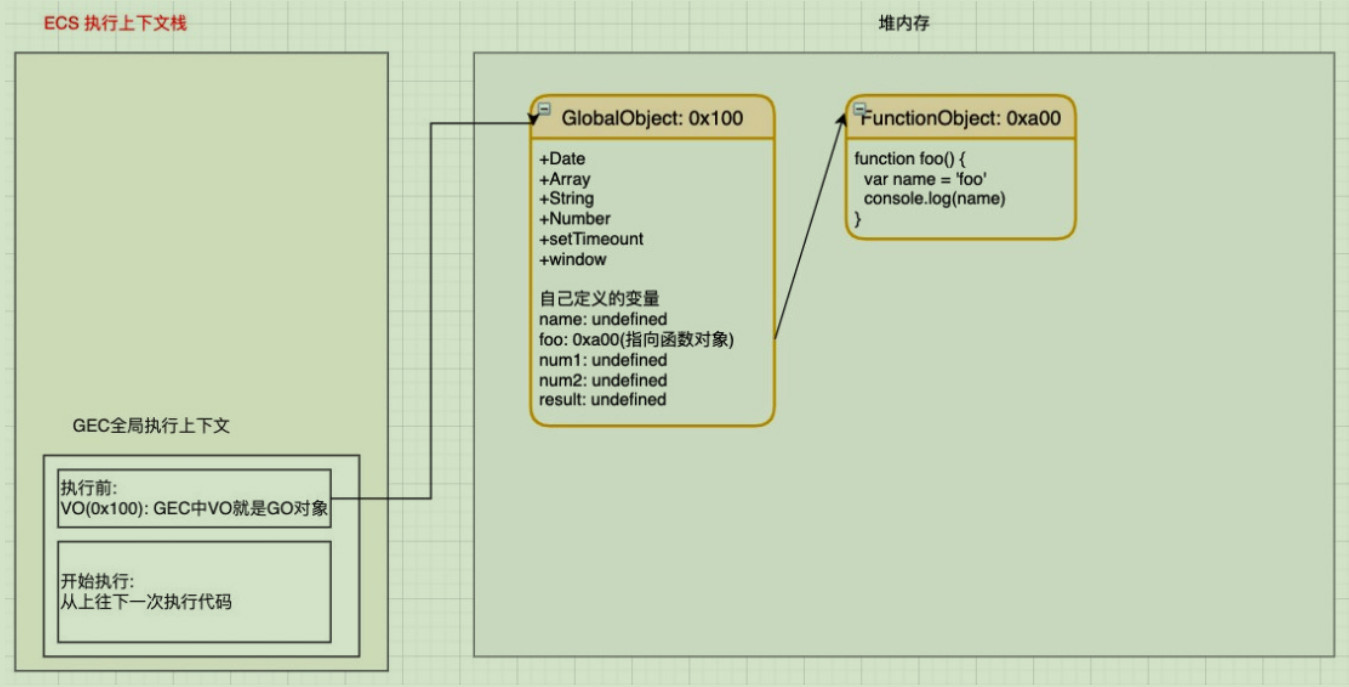 ECS 执行上下文栈
堆内存
GlobalObject: 0x100
+Date
+Array
+String
+Number
+setTimeount
+window
自己定义的变量
name: undefined
foo: 0xa00(指向函数对象)
num1: undefined
num2: undefined
result: undefined
FunctionObject: 0xa00
function foo() {
var name = 'foo'
console.log(name)
}
GEC全局执行上下文
执行前:
VO(0x100): GEC中VO就是GO对象
开始执行:
从上往下一次执行代码